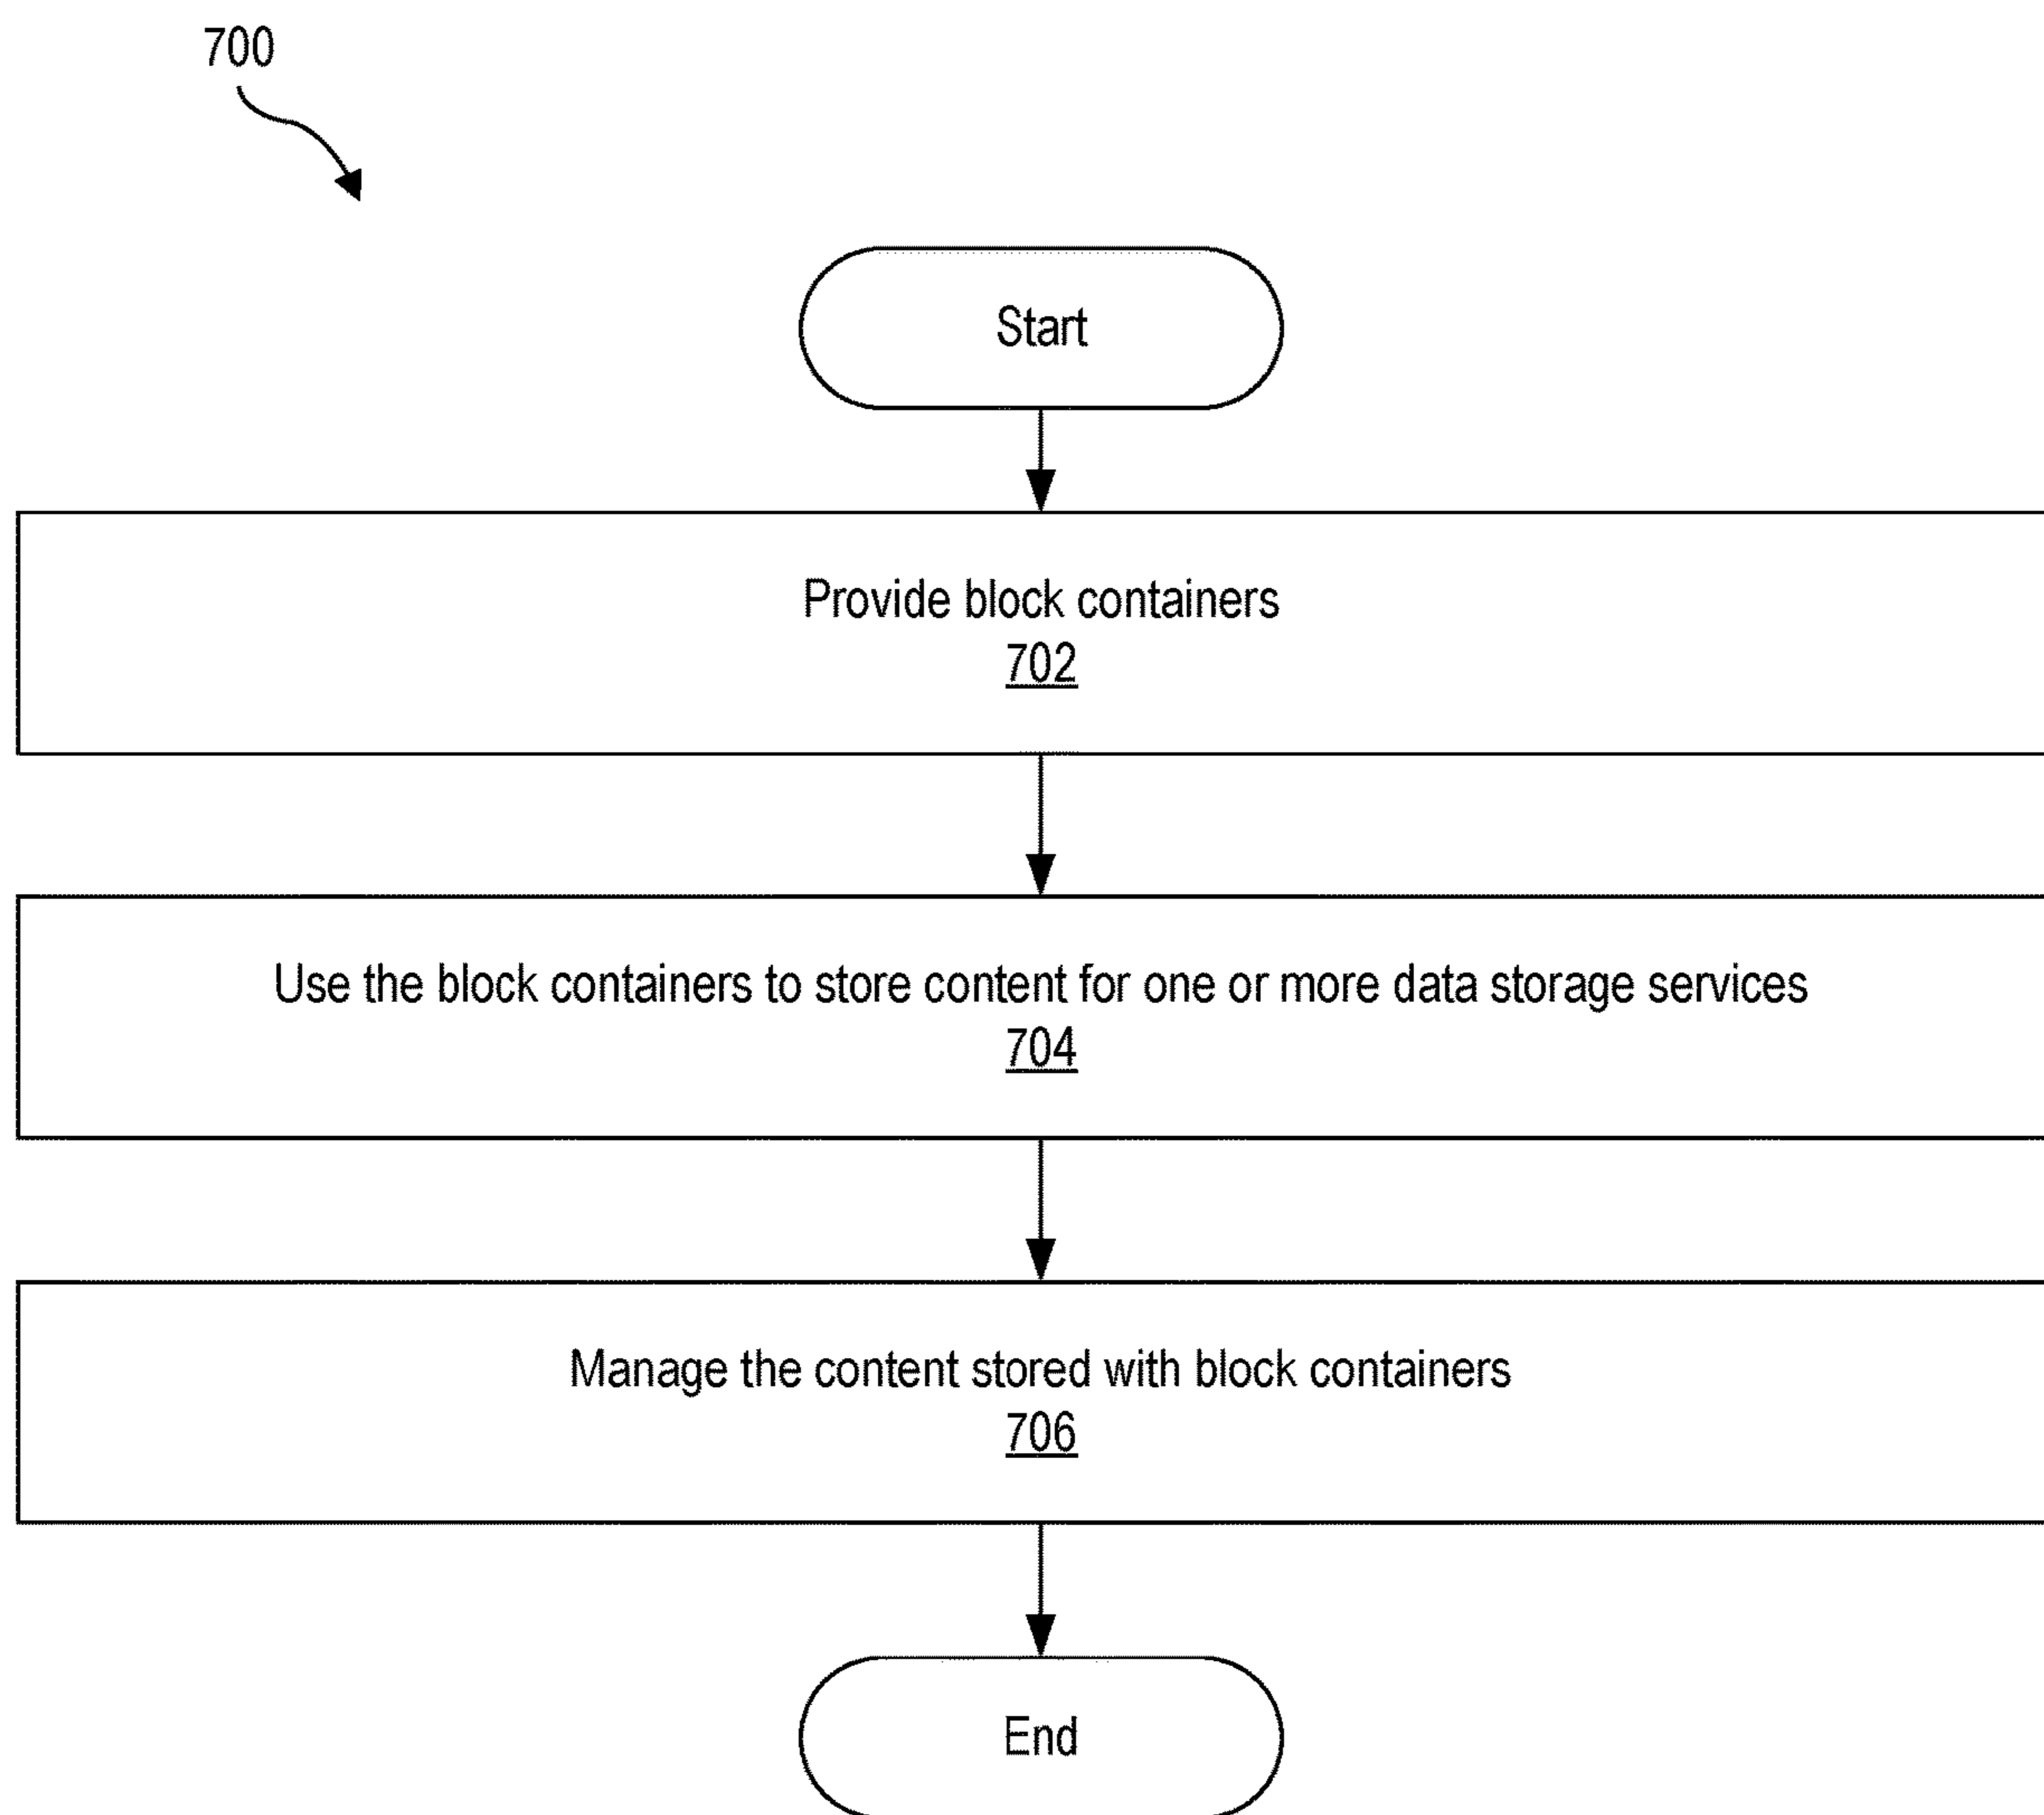 700
Start
Provide block containers
702
Use the block containers to store content for one or more data storage services
704
Manage the content stored with block containers
706
End